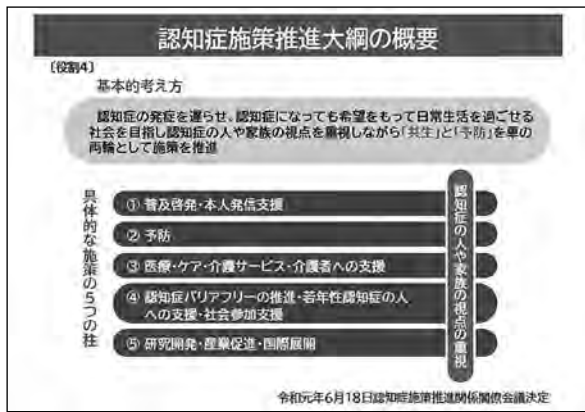 認知症施策推進大綱の概要
〔役割4〕
基本的考え方
認知症の発症を遅らせ、認知症になっても希望をもって日常生活を過ごせる
社会を目指し認知症の人や家族の視点を重視しながら「共生」と「予防」を車の
両輪として施策を推進
具体的な施策の5つの柱
① 普及啓発・本人発信支援
② 予防
③ 医療・ケア・介護サービス・介護者への支援
④ 認知症バリアフリーの推進・若年性認知症の人
への支援・社会参加支援
⑤ 研究開発・産業促進・国際展開
認知症の人や家族の視点の重視
令和元年6月18日認知症施策推進関係閣僚会議決定